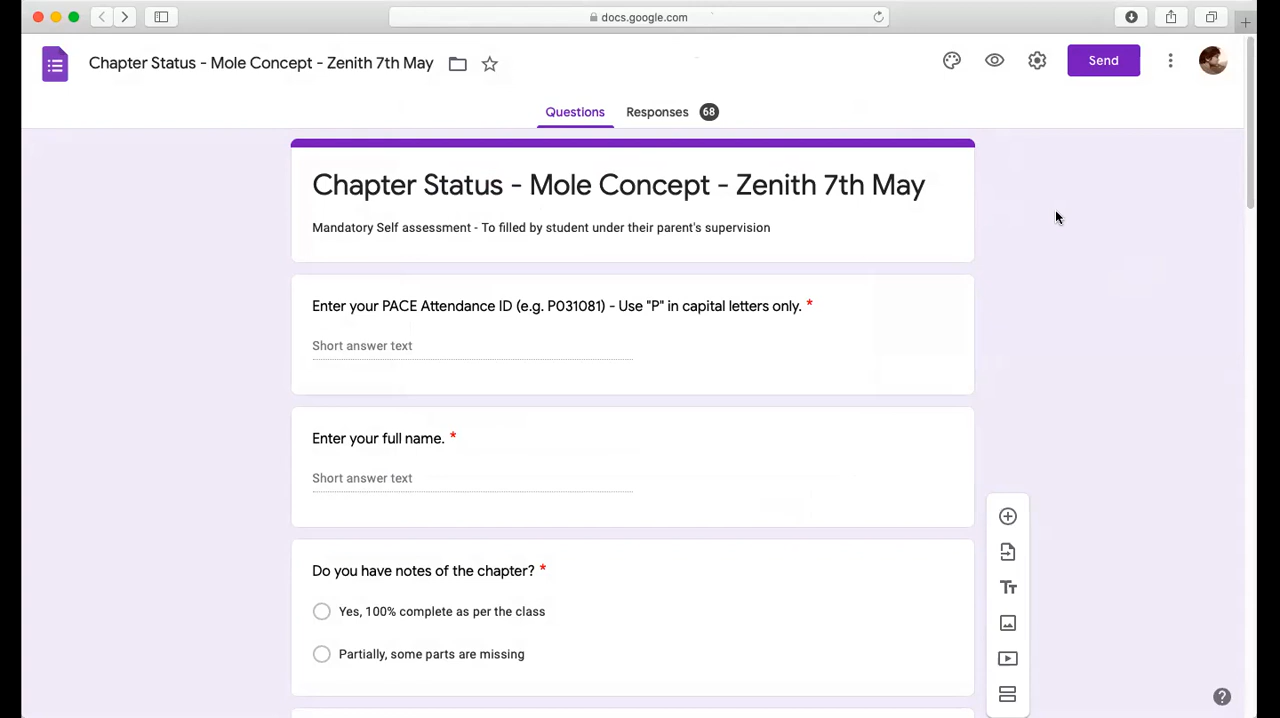 docs.google.com
Chapter Status - Mole Concept - Zenith 7th May
Send
Questions
Responses 68
Chapter Status - Mole Concept - Zenith 7th May
Mandatory Self assessment - To filled by student under their parent's supervision
Enter your PACE Attendance ID (e.g. P031081) - Use "P" in capital letters only. *
Short answer text
Enter your full name. *
Short answer text
Do you have notes of the chapter? *
Yes, 100% complete as per the class
Partially, some parts are missing
Tт